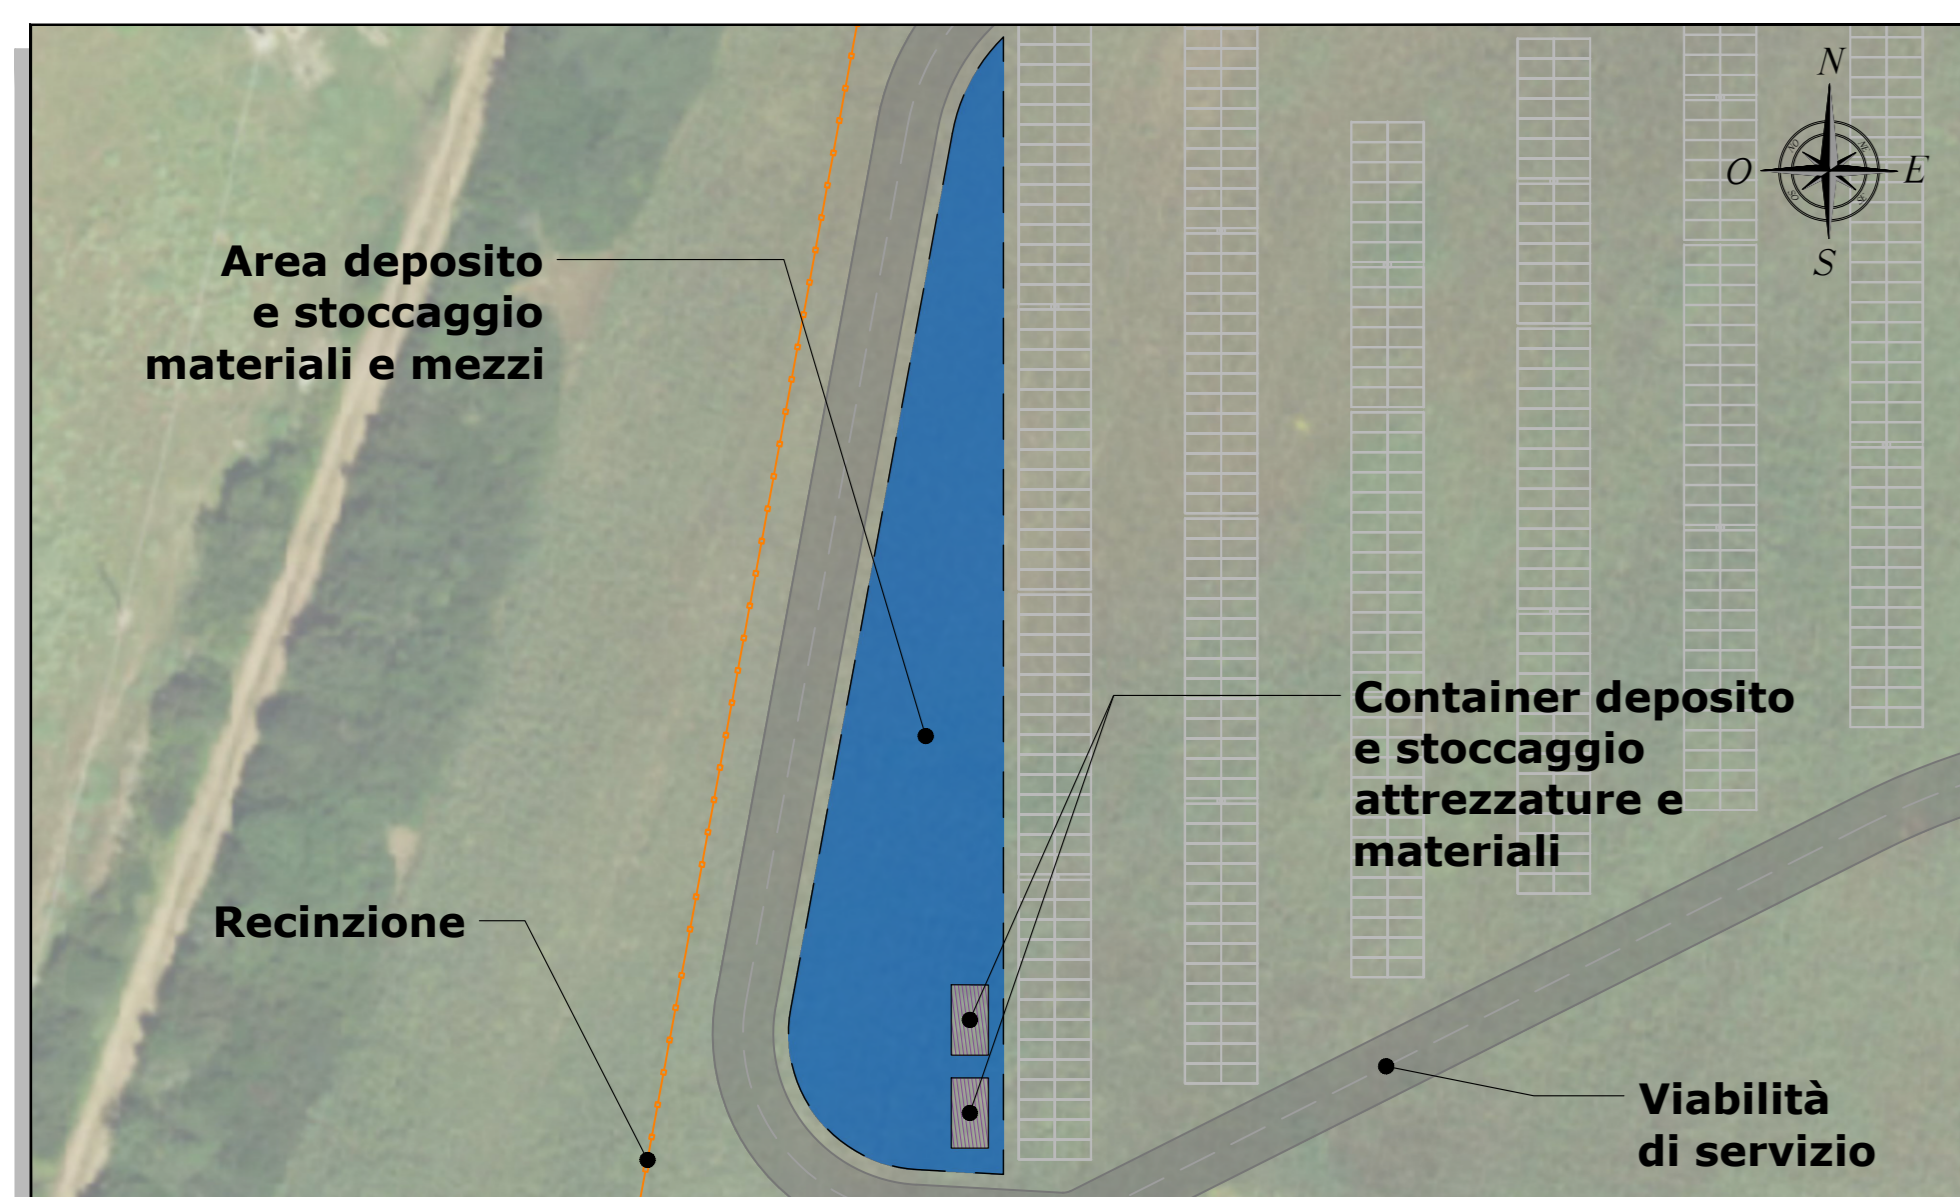 N
O
E
S
Area deposito
e stoccaggio
materiali e mezzi
Container deposito
e stoccaggio
attrezzature e
materiali
Recinzione
Viabilità
di servizio